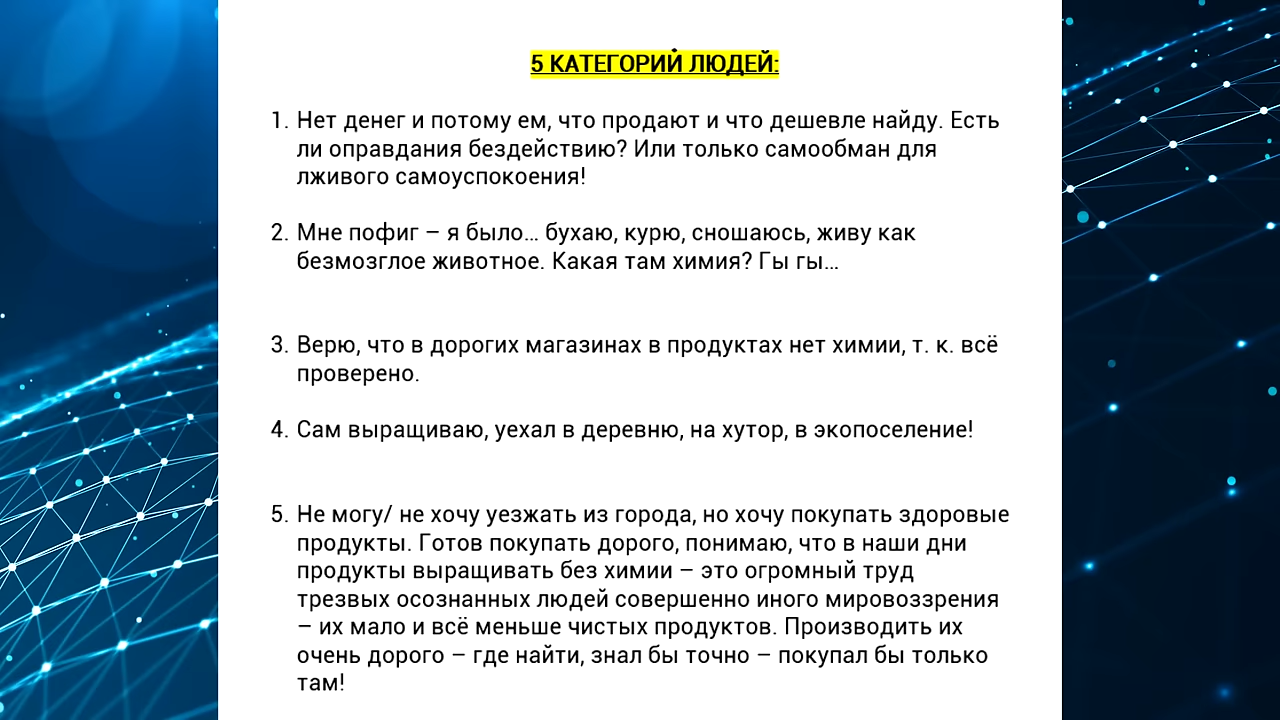 5 КАТЕГОРИЙ ЛЮДЕЙ:
1. Нет денег и потому ем, что продают и что дешевле найду. Есть
ли оправдания бездействию? Или только самообман для
лживого самоуспокоения!
2. Мне пофиг – я было… бухаю, курю, сношаюсь, живу как
безмозглое животное. Какая там химия? Гы гы…
3. Верю, что в дорогих магазинах в продуктах нет химии, т. к. всё
проверено.
4. Сам выращиваю, уехал в деревню, на хутор, в экопоселение!
5. Не могу/ не хочу уезжать из города, но хочу покупать здоровые
продукты. Готов покупать дорого, понимаю, что в наши дни
продукты выращивать без химии – это огромный труд
трезвых осознанных людей совершенно иного мировоззрения
– их мало и всё меньше чистых продуктов. Производить их
очень дорого – где найти, знал бы точно – покупал бы только
там!